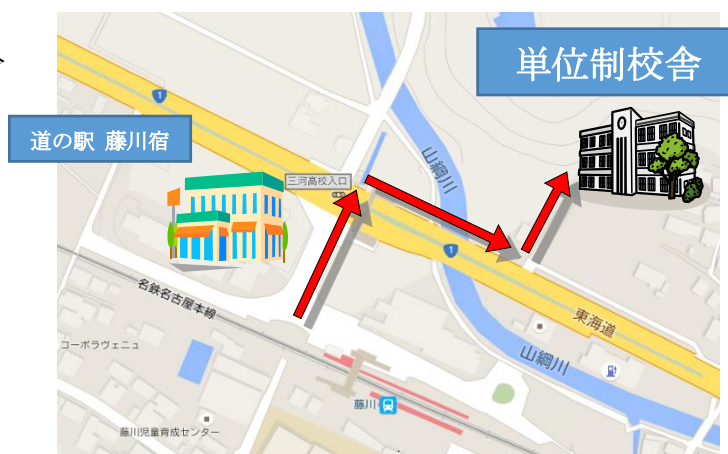 単位制校舎
道の駅 藤川宿
1
三河高校入口
山綱川
1
名鉄名古屋本線
東海道
コーポラヴェニュ
山綱川
藤川
藤川児童育成センター